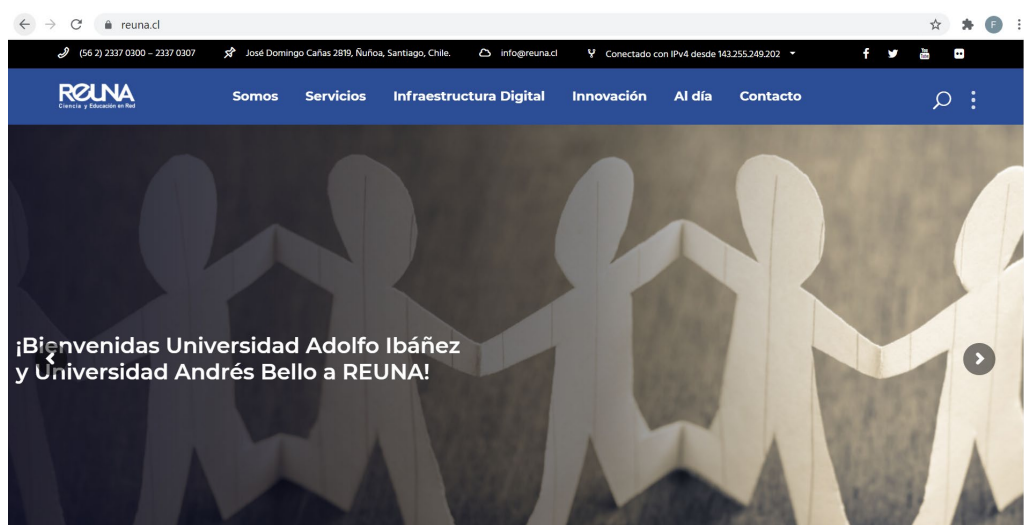 reuna.cl
F
(56 2) 2337 0300 – 2337 0307 José Domingo Cañas 2819, Ñuñoa, Santiago, Chile. info@reuna.cl Conectado con IPv4 desde 143.255.249.202
REUNA
Ciencia y Educación en Red
Somos Servicios Infraestructura Digital Innovación Al día Contacto
¡Bienvenidas Universidad Adolfo Ibáñez
y Universidad Andrés Bello a REUNA!